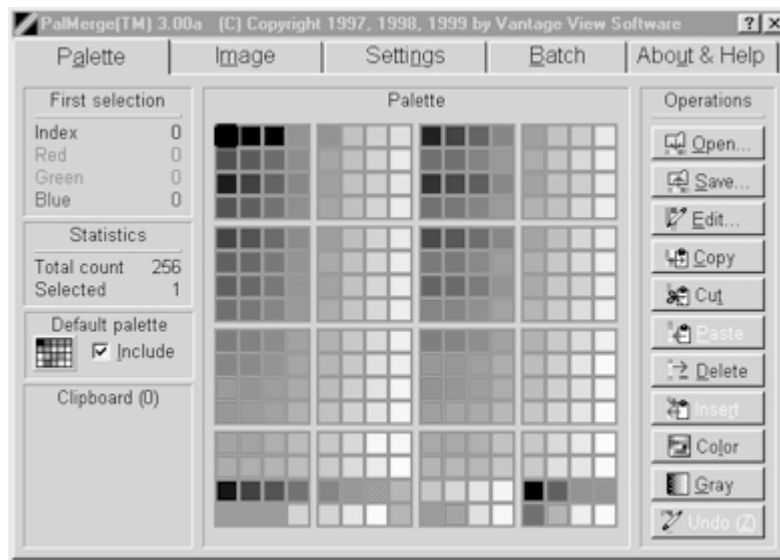 PalMerge(TM) 3.00a (C) Copyright 1997, 1998, 1999 by Vantage View Software
Palette Image Settings Batch About & Help
First selection
Index 0
Red 0
Green 0
Blue 0
Statistics
Total count 256
Selected 1
Default palette
Include
Clipboard (0)
Palette
Operations
Open...
Save...
Edit...
Copy
Cut
Paste
Delete
Insert
Color
Gray
Undo (Z)